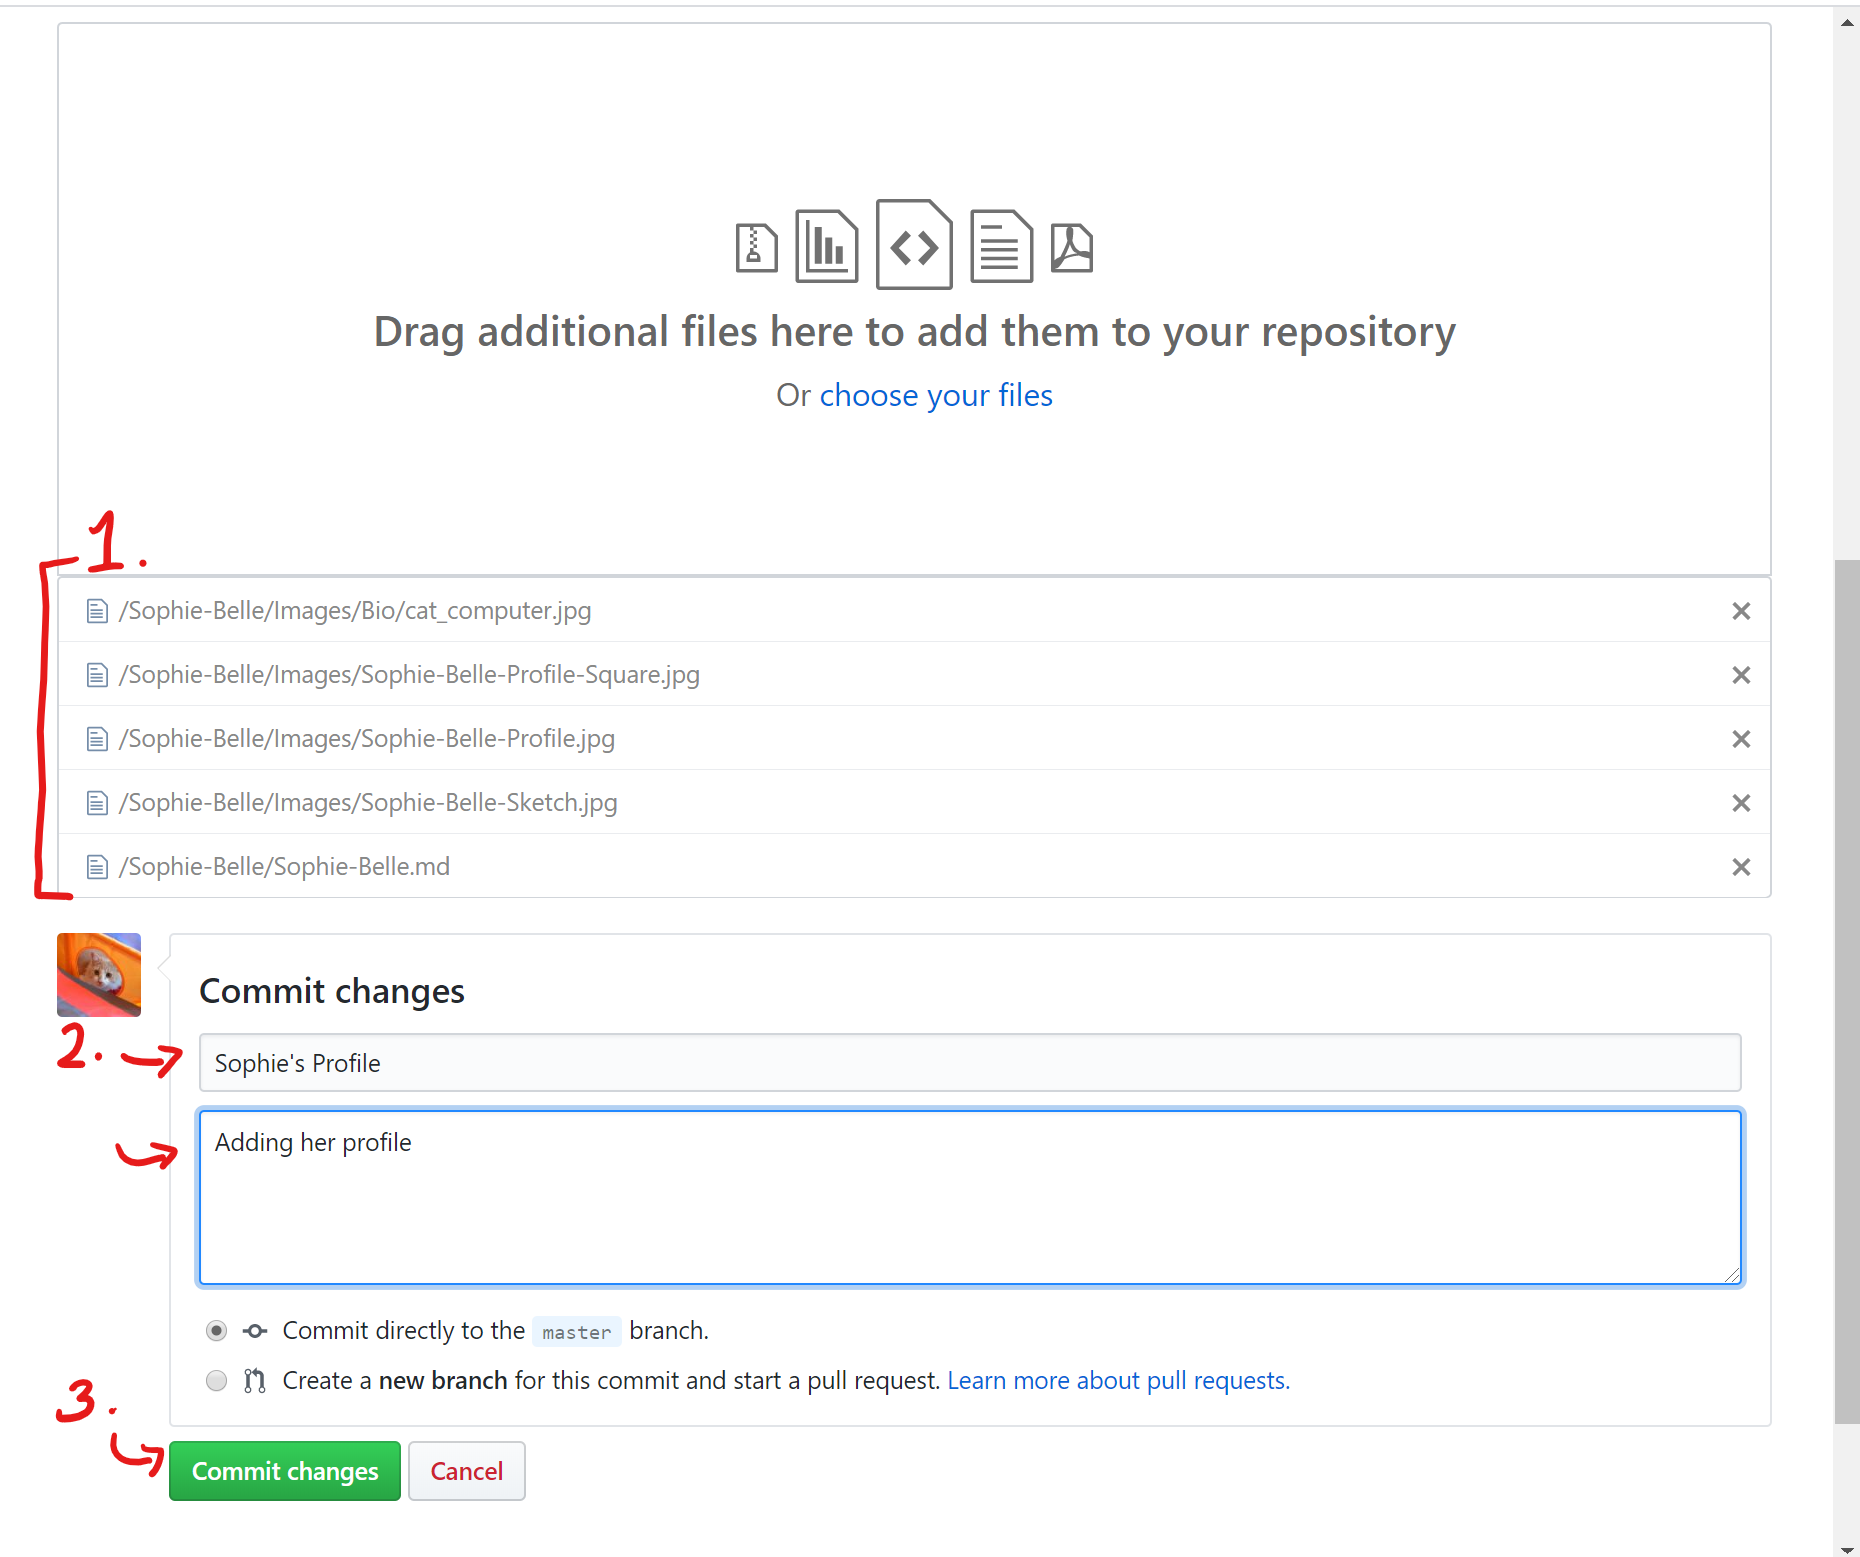 Drag additional files here to add them to your repository
Or choose your files
1.
/Sophie-Belle/Images/Bio/cat_computer.jpg
/Sophie-Belle/Images/Sophie-Belle-Profile-Square.jpg
/Sophie-Belle/Images/Sophie-Belle-Profile.jpg
/Sophie-Belle/Images/Sophie-Belle-Sketch.jpg
/Sophie-Belle/Sophie-Belle.md
Commit changes
2.
Sophie's Profile
Adding her profile
Commit directly to the master branch.
Create a new branch for this commit and start a pull request. Learn more about pull requests.
3.
Commit changes
Cancel